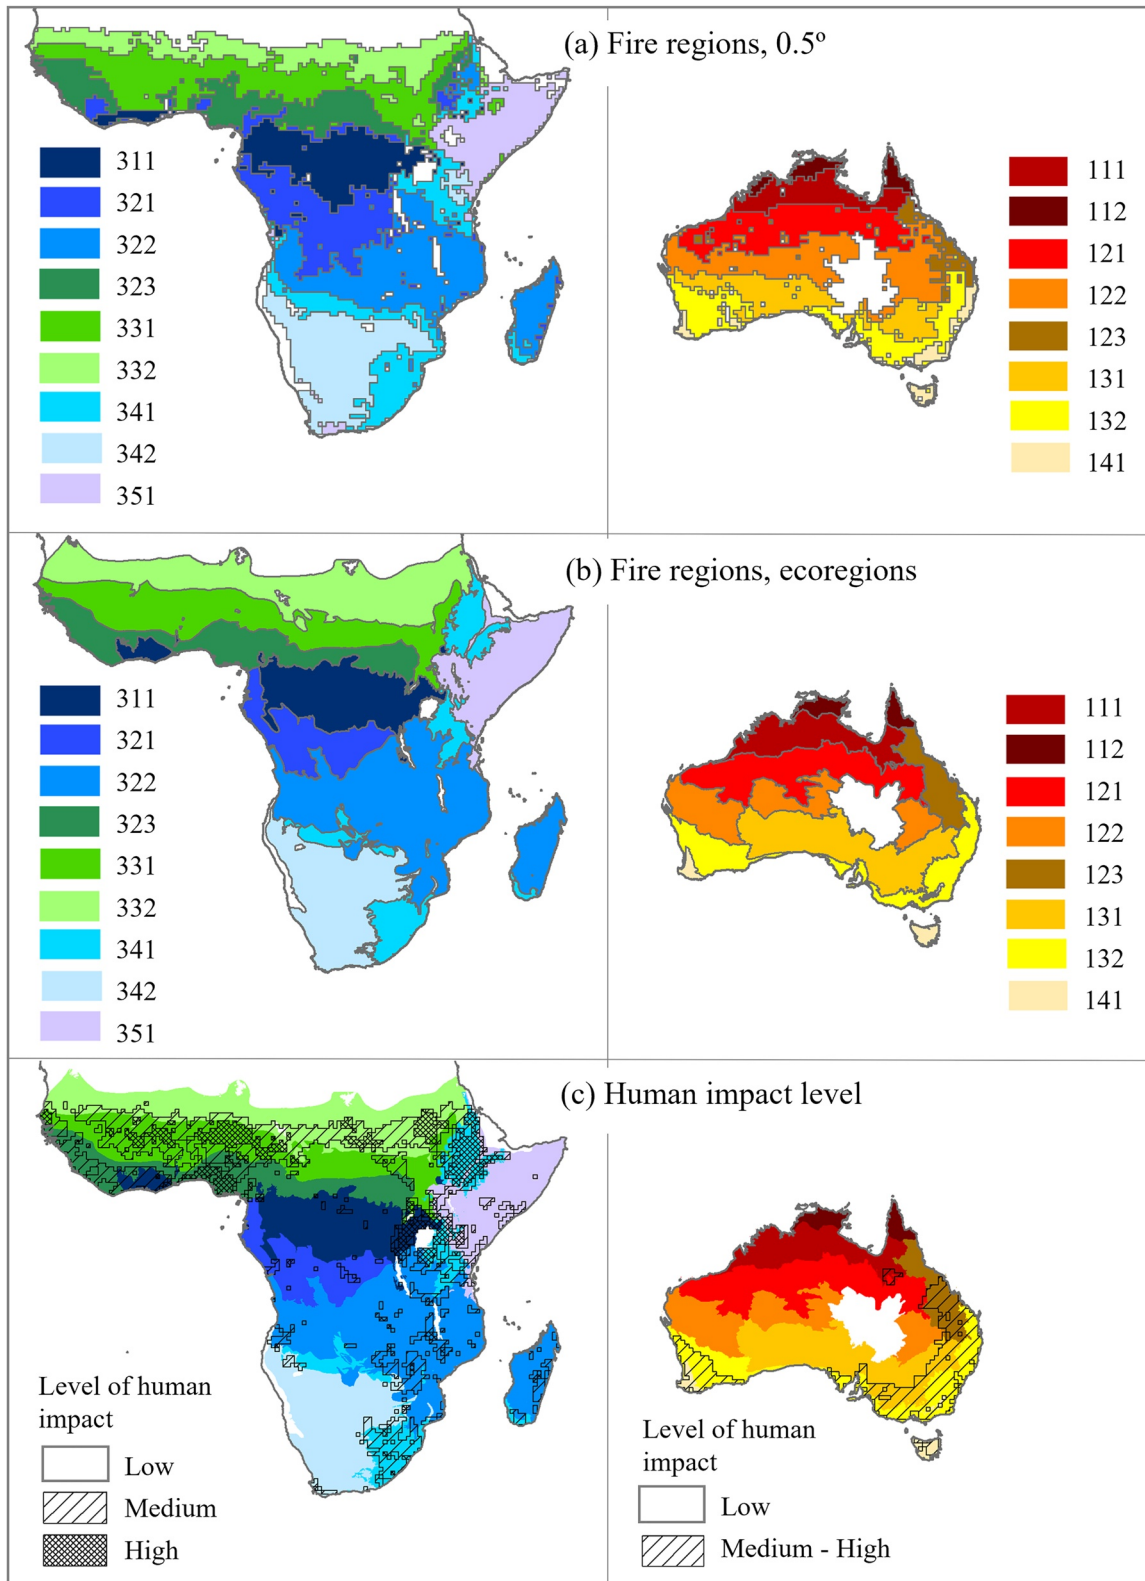 (a) Fire regions, 0.5º
311
321
322
323
331
332
341
342
351
111
112
121
122
123
131
132
141
(b) Fire regions, ecoregions
311
321
322
323
331
332
341
342
351
111
112
121
122
123
131
132
141
(c) Human impact level
Level of human
impact
Low
Medium
High
Level of human
impact
Low
Medium - High